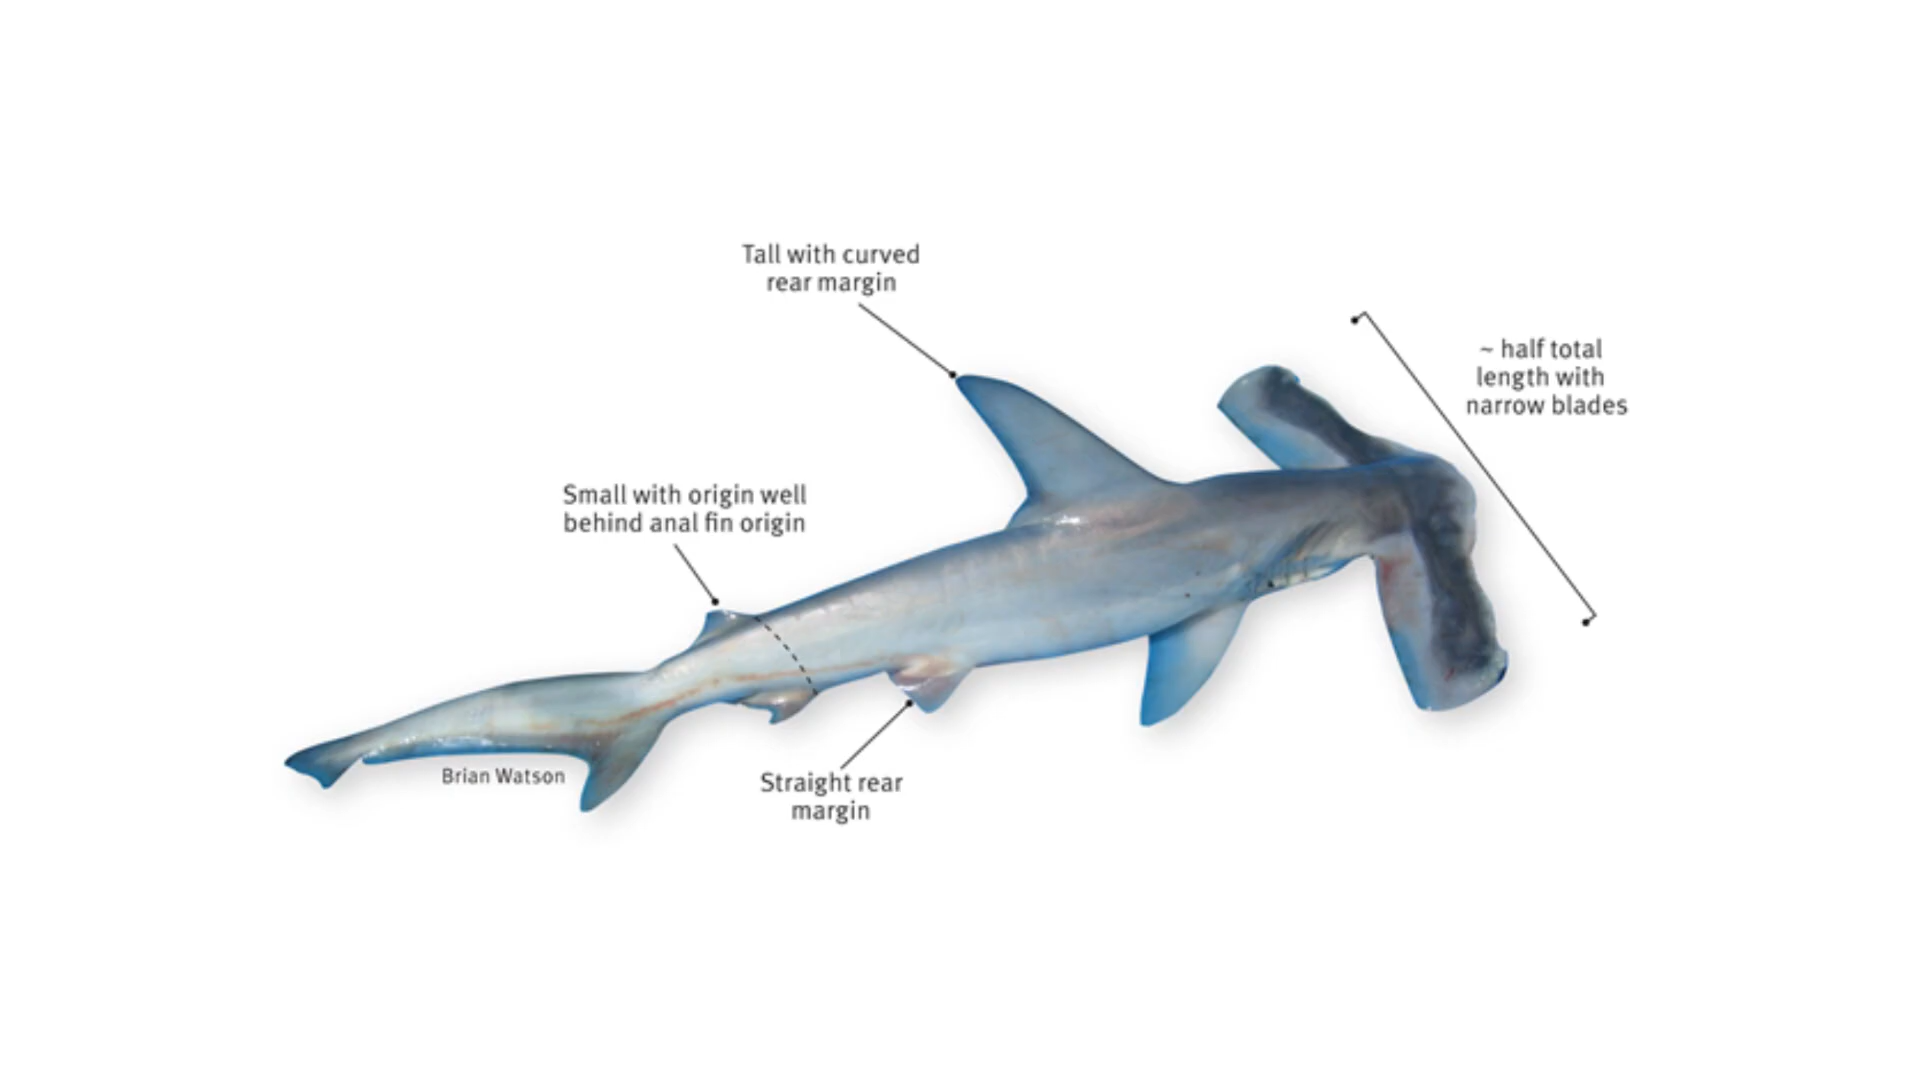 Tall with curved
rear margin
~ half total
length with
narrow blades
Small with origin well
behind anal fin origin
Brian Watson
Straight rear
margin